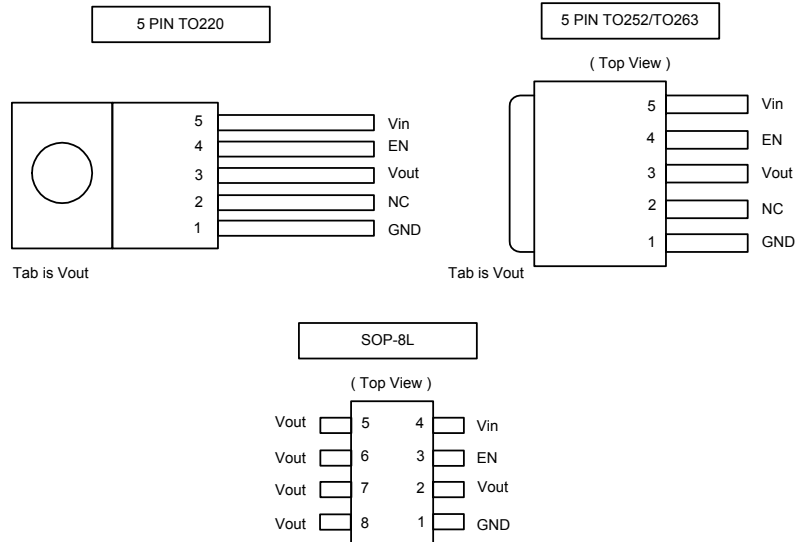 5 PIN TO220
5
Vin
4
EN
3
Vout
2
NC
1
GND
Tab is Vout
5 PIN TO252/TO263
( Top View )
5
Vin
4
EN
3
Vout
2
NC
1
GND
Tab is Vout
SOP-8L
( Top View )
Vout 5 4 Vin
Vout 6 3 EN
Vout 7 2 Vout
Vout 8 1 GND